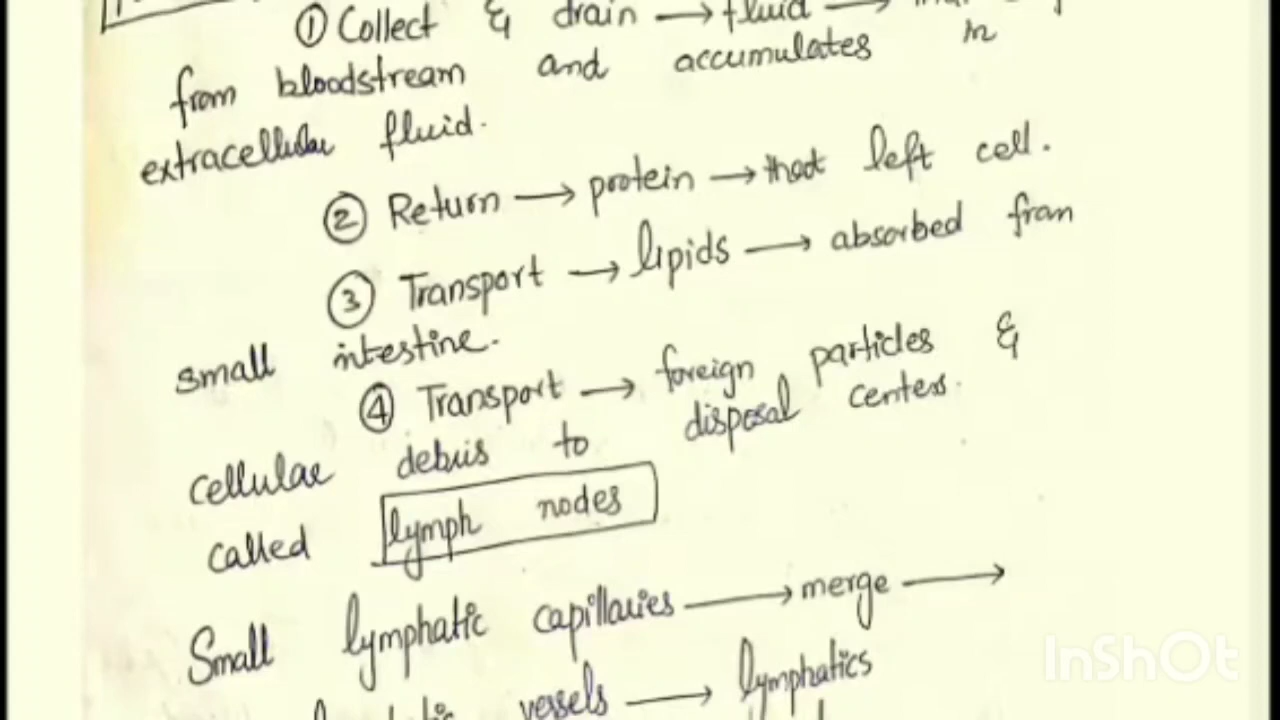 ① Collect & drain → fluid →
from bloodstream and accumulates in
extracellular fluid.
② Return → protein → that left cell.
③ Transport → lipids → absorbed from
small intestine.
④ Transport → foreign particles &
cellular debris to disposal centers.
called lymph nodes
Small lymphatic capillaries → merge →
vessels → lymphatics
InShOt